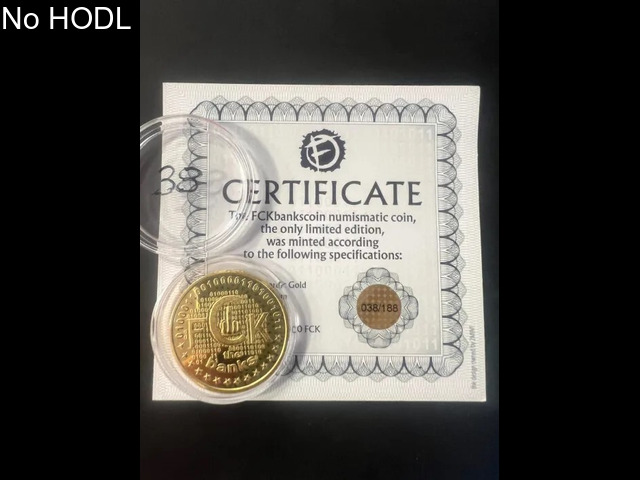 No HODL
38
CERTIFICATE
The FCKbankscoin numismatic coin,
the only limited edition,
was minted according
to the following specifications:
Gold
038/188
FCK
FCK
the
banks